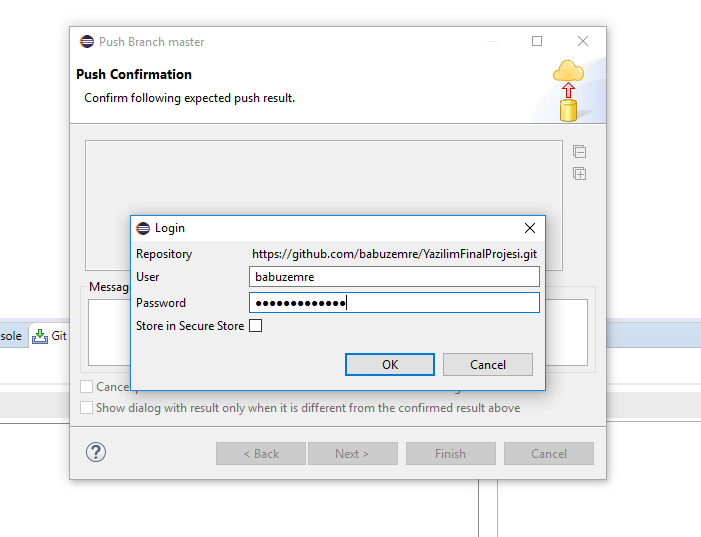 Push Branch master
Push Confirmation
Confirm following expected push result.
Login
Repository https://github.com/babuzemre/YazilimFinalProjesi.git
User babuzemre
Password ●●●●●●●●●●●●●
Store in Secure Store
OK Cancel
Messag
sole Git
Cance
Show dialog with result only when it is different from the confirmed result above
? < Back Next > Finish Cancel